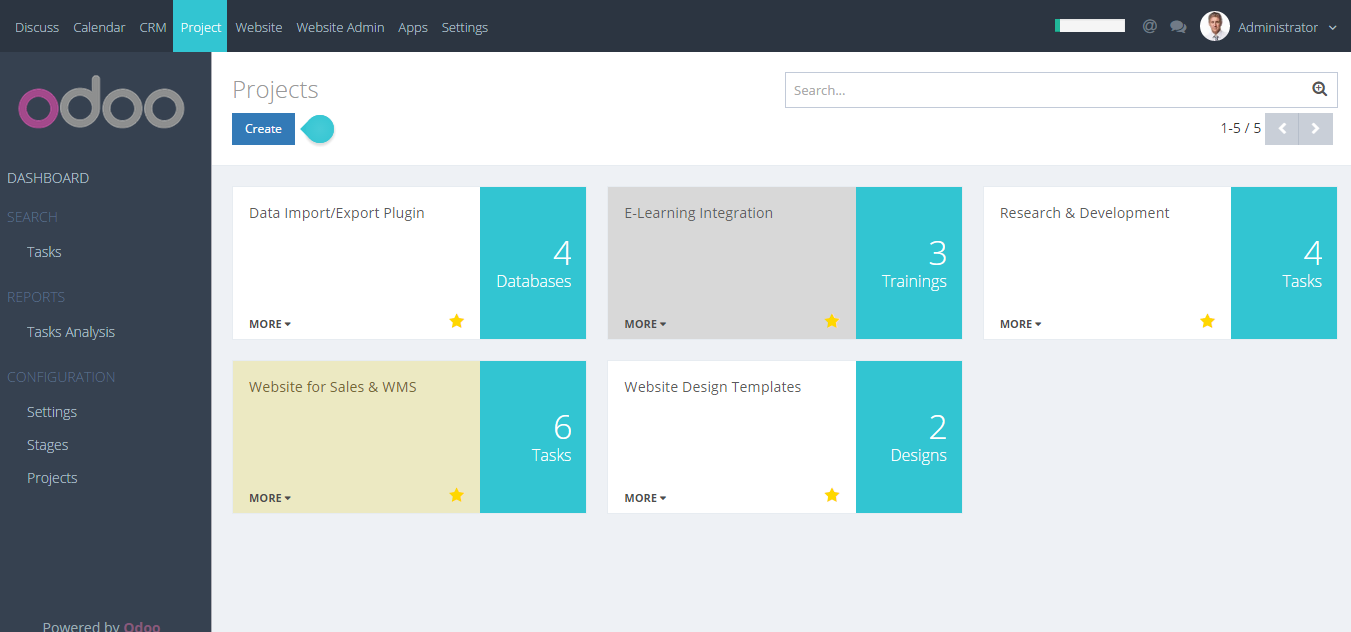 Discuss Calendar CRM Project Website Website Admin Apps Settings @ Administrator
odoo
DASHBOARD
SEARCH
Tasks
REPORTS
Tasks Analysis
CONFIGURATION
Settings
Stages
Projects
Powered by Odoo
Projects
Search...
Create
1-5 / 5
Data Import/Export Plugin
4
Databases
MORE
E-Learning Integration
3
Trainings
MORE
Research & Development
4
Tasks
MORE
Website for Sales & WMS
6
Tasks
MORE
Website Design Templates
2
Designs
MORE